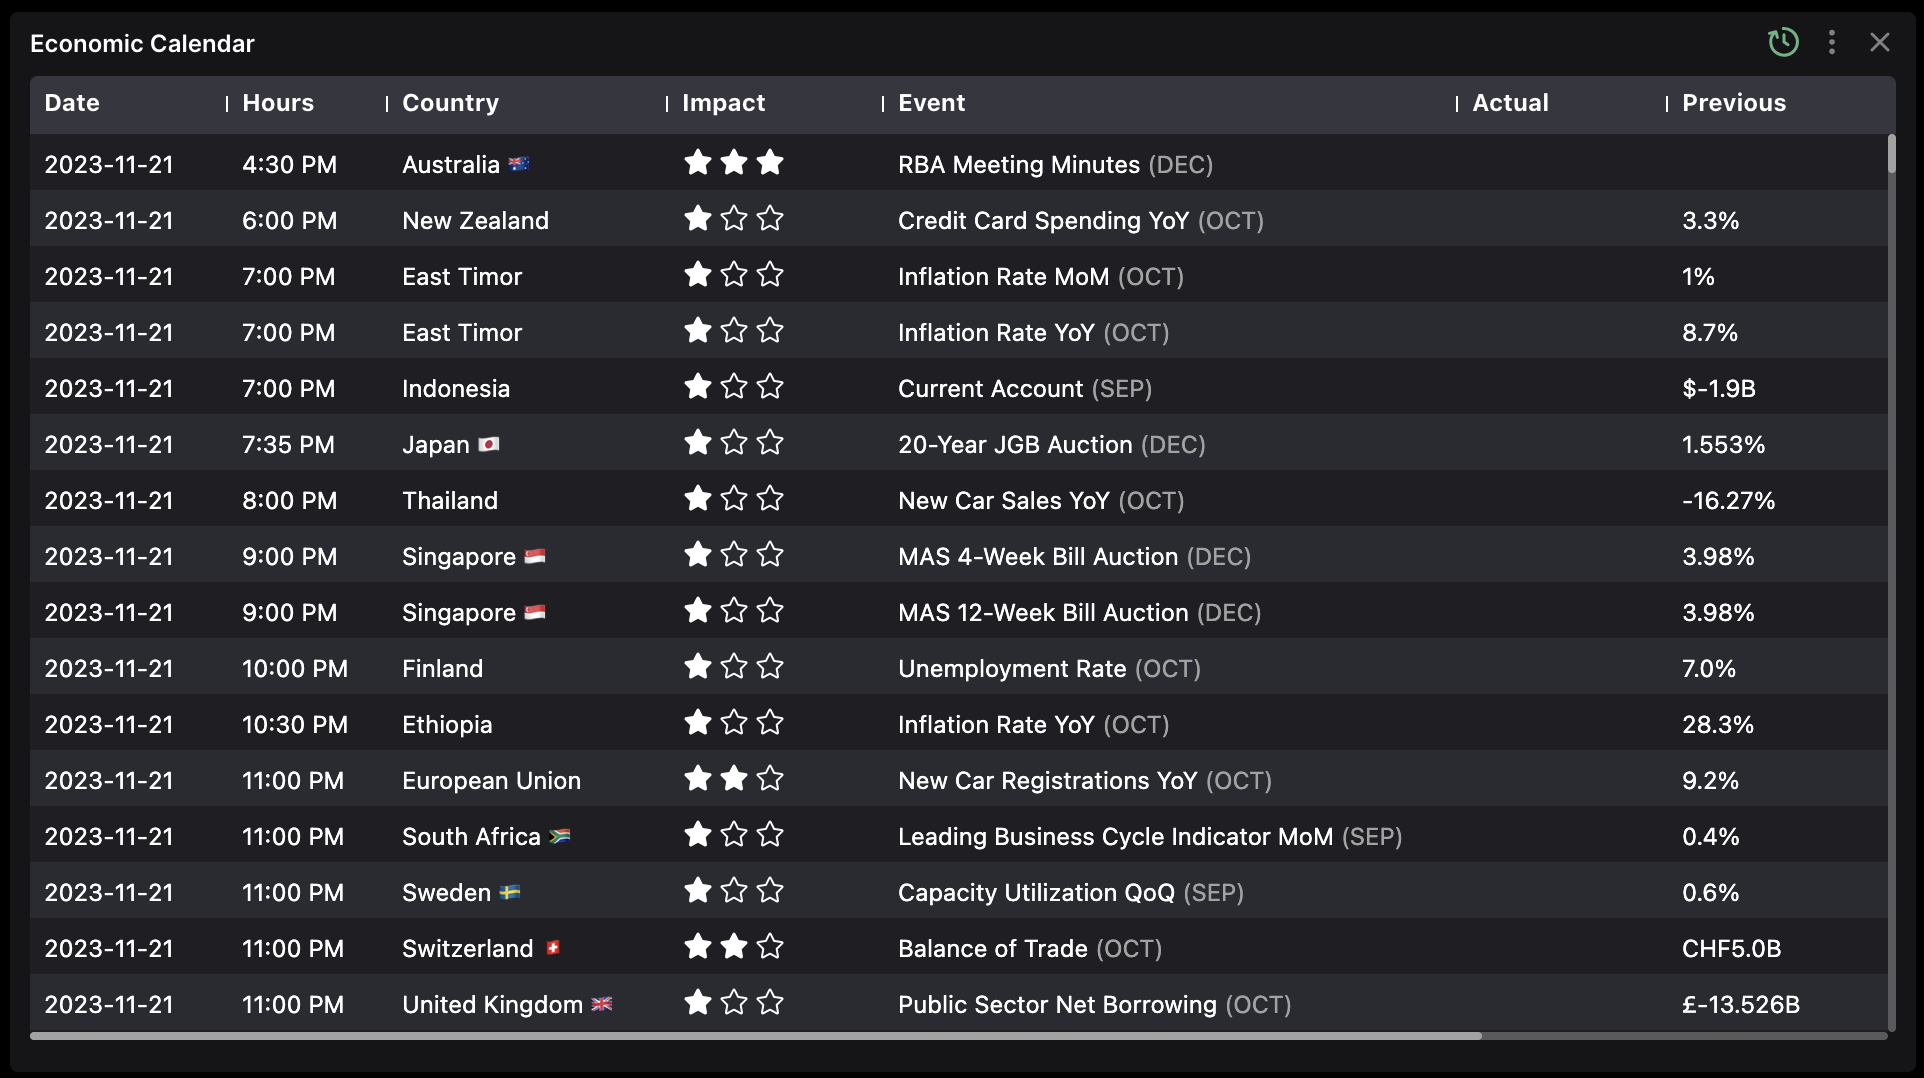 Economic Calendar
Date Hours Country Impact Event Actual Previous
2023-11-21 4:30 PM Australia RBA Meeting Minutes (DEC)
2023-11-21 6:00 PM New Zealand Credit Card Spending YoY (OCT) 3.3%
2023-11-21 7:00 PM East Timor Inflation Rate MoM (OCT) 1%
2023-11-21 7:00 PM East Timor Inflation Rate YoY (OCT) 8.7%
2023-11-21 7:00 PM Indonesia Current Account (SEP) $-1.9B
2023-11-21 7:35 PM Japan 20-Year JGB Auction (DEC) 1.553%
2023-11-21 8:00 PM Thailand New Car Sales YoY (OCT) -16.27%
2023-11-21 9:00 PM Singapore MAS 4-Week Bill Auction (DEC) 3.98%
2023-11-21 9:00 PM Singapore MAS 12-Week Bill Auction (DEC) 3.98%
2023-11-21 10:00 PM Finland Unemployment Rate (OCT) 7.0%
2023-11-21 10:30 PM Ethiopia Inflation Rate YoY (OCT) 28.3%
2023-11-21 11:00 PM European Union New Car Registrations YoY (OCT) 9.2%
2023-11-21 11:00 PM South Africa Leading Business Cycle Indicator MoM (SEP) 0.4%
2023-11-21 11:00 PM Sweden Capacity Utilization QoQ (SEP) 0.6%
2023-11-21 11:00 PM Switzerland Balance of Trade (OCT) CHF5.0B
2023-11-21 11:00 PM United Kingdom Public Sector Net Borrowing (OCT) £-13.526B